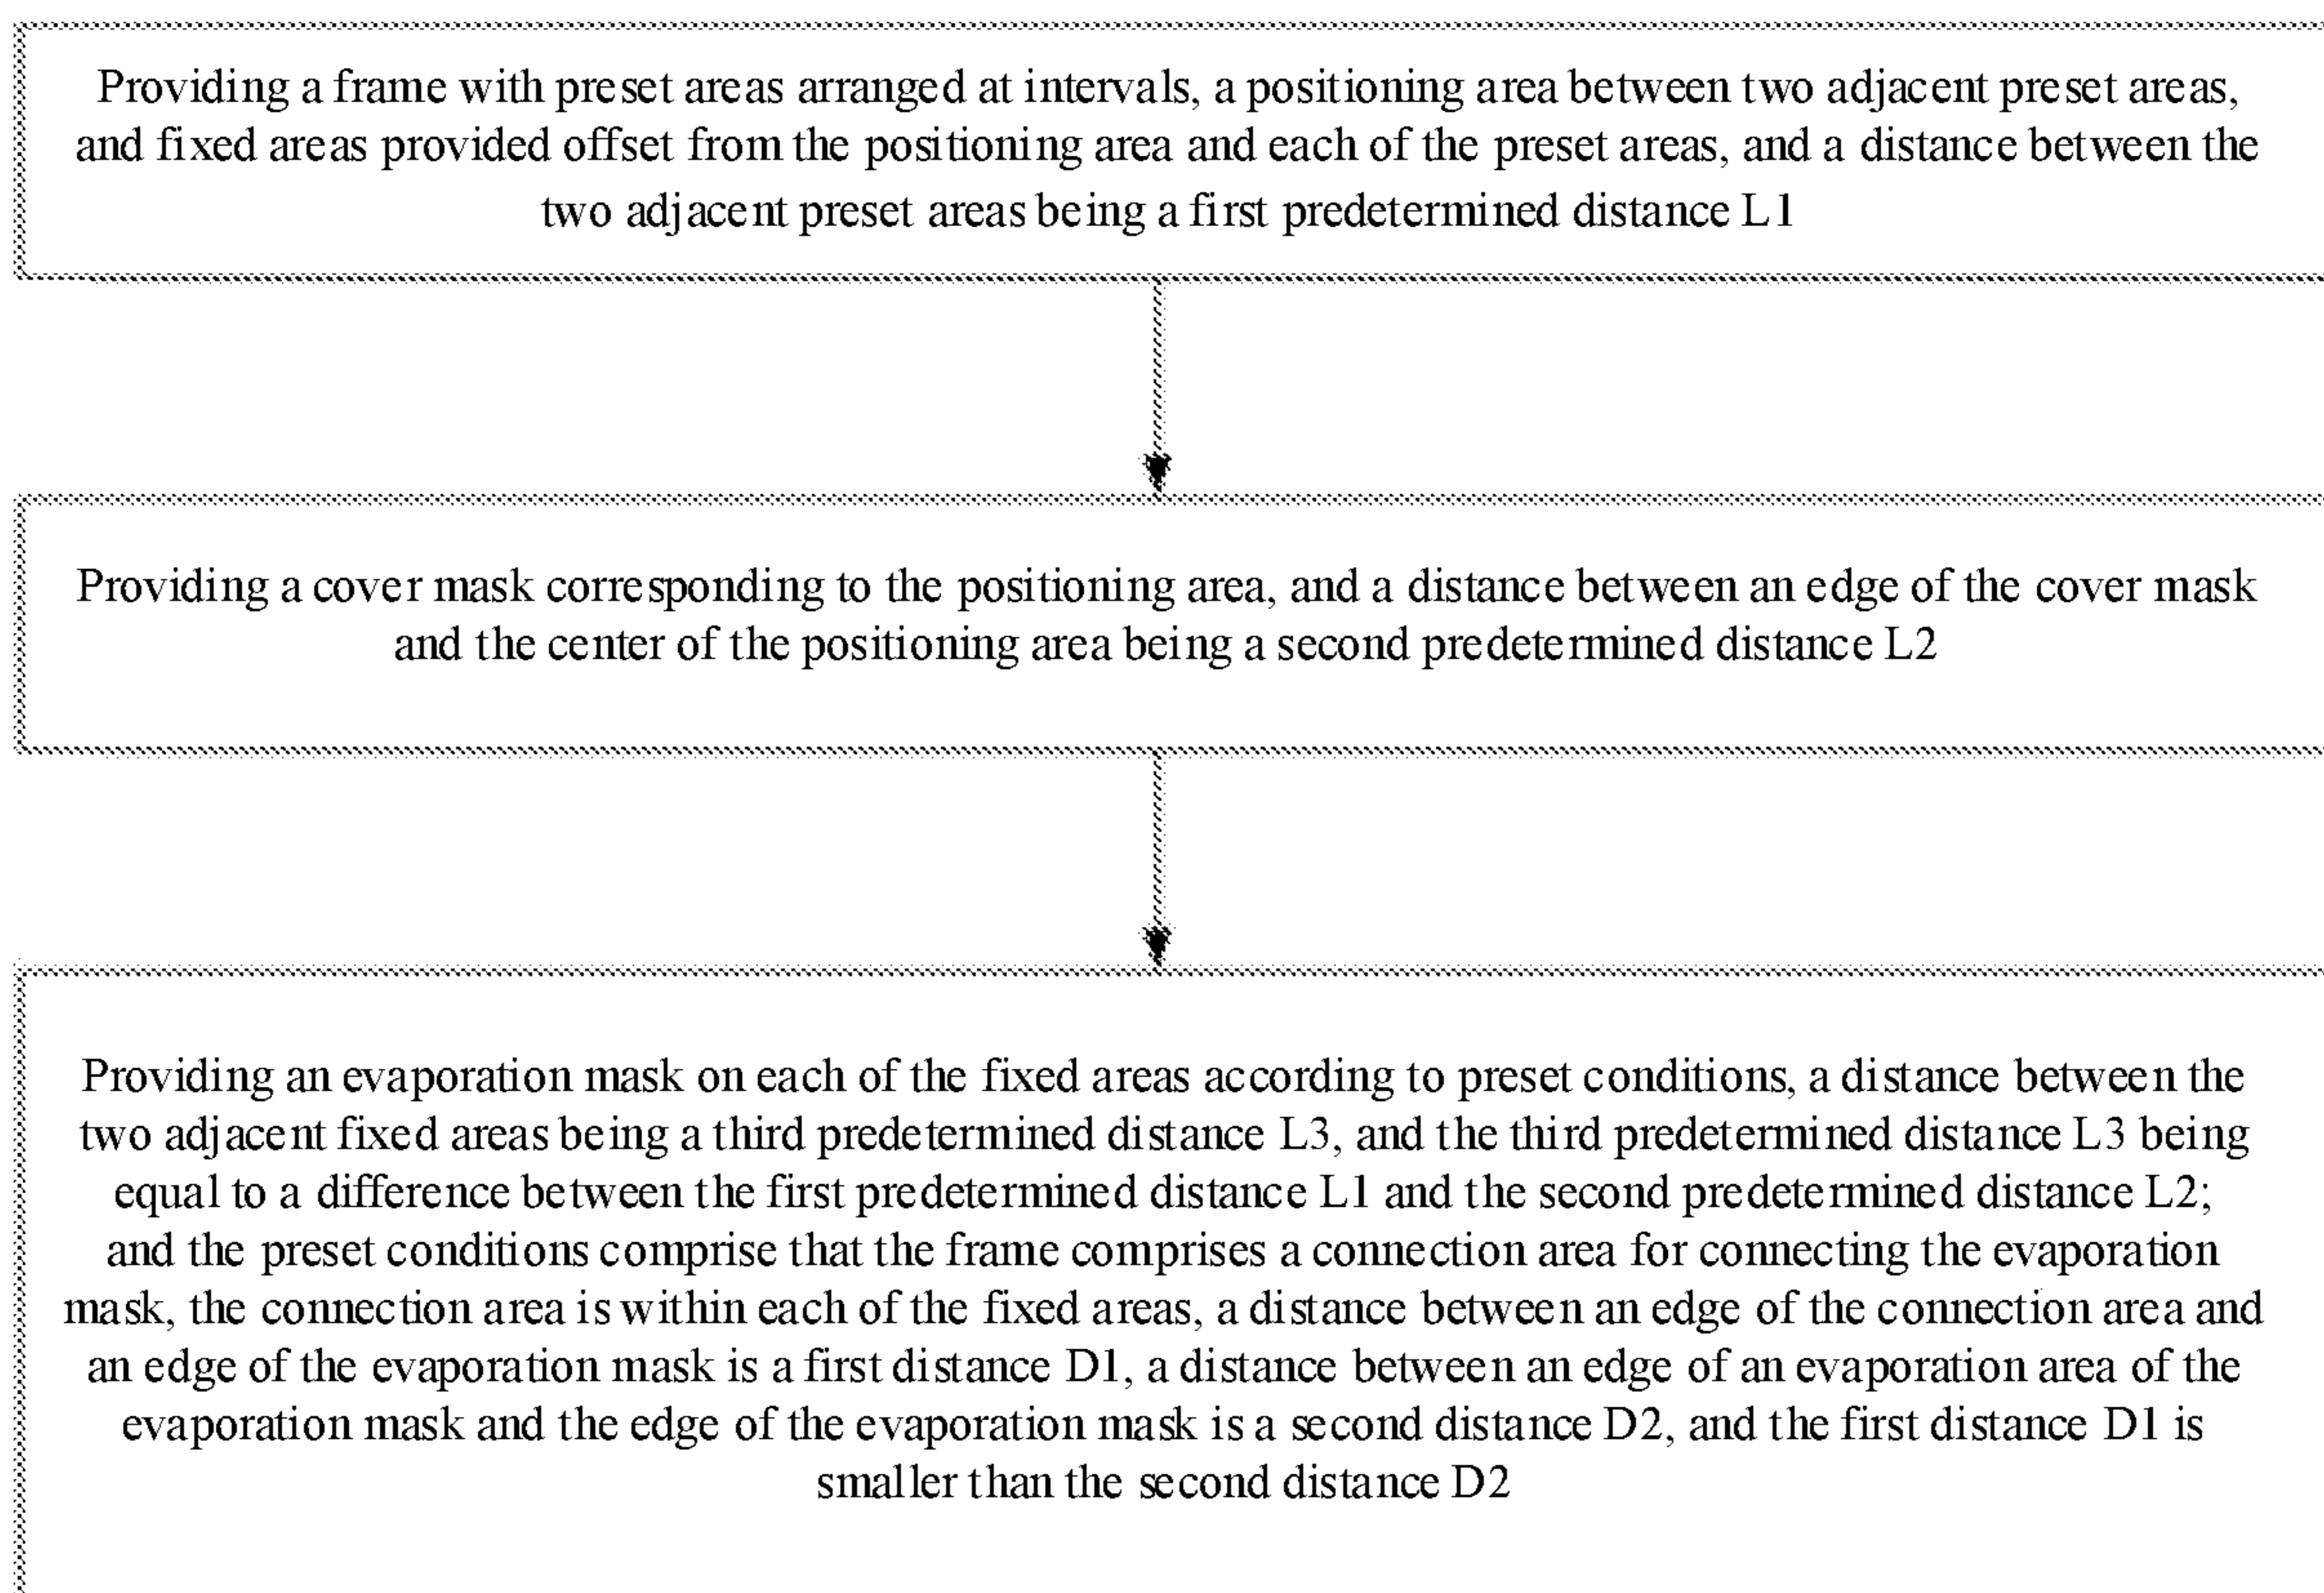 Providing a frame with preset areas arranged at intervals, a positioning area between two adjacent preset areas,
and fixed areas provided offset from the positioning area and each of the preset areas, and a distance between the
two adjacent preset areas being a first predetermined distance L1
Providing a cover mask corresponding to the positioning area, and a distance between an edge of the cover mask
and the center of the positioning area being a second predetermined distance L2
Providing an evaporation mask on each of the fixed areas according to preset conditions, a distance between the
two adjacent fixed areas being a third predetermined distance L3, and the third predetermined distance L3 being
equal to a difference between the first predetermined distance L1 and the second predetermined distance L2;
and the preset conditions comprise that the frame comprises a connection area for connecting the evaporation
mask, the connection area is within each of the fixed areas, a distance between an edge of the connection area and
an edge of the evaporation mask is a first distance D1, a distance between an edge of an evaporation area of the
evaporation mask and the edge of the evaporation mask is a second distance D2, and the first distance D1 is
smaller than the second distance D2